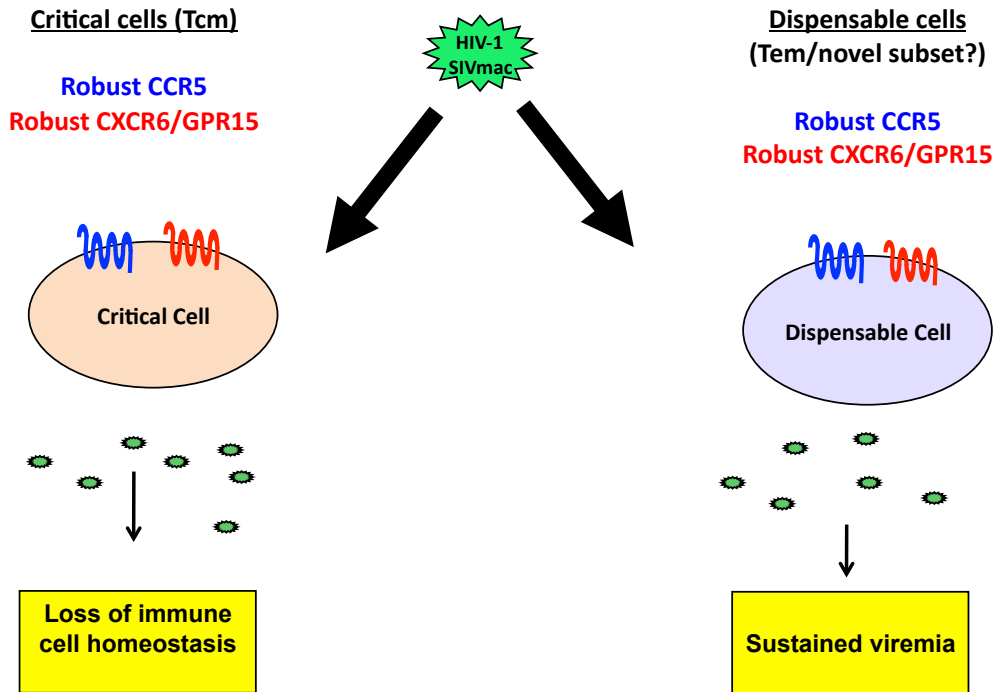 Critical cells (Tcm)
Robust CCR5
Robust CXCR6/GPR15
HIV-1
SIVmac
Dispensable cells
(Tem/novel subset?)
Robust CCR5
Robust CXCR6/GPR15
Critical Cell
Dispensable Cell
Loss of immune
cell homeostasis
Sustained viremia